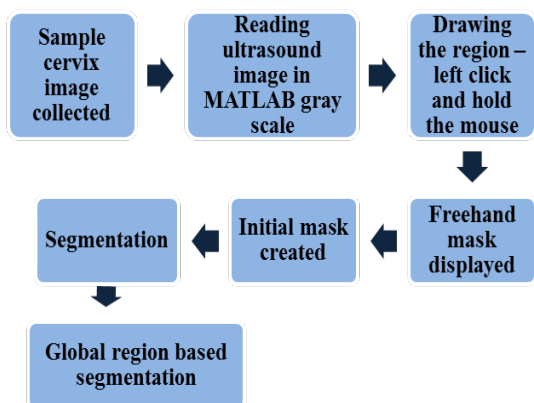 Sample
cervix
image
collected
Reading
ultrasound
image in
MATLAB gray
scale
Drawing
the region –
left click
and hold
the mouse
Freehand
mask
displayed
Initial mask
created
Segmentation
Global region based
segmentation